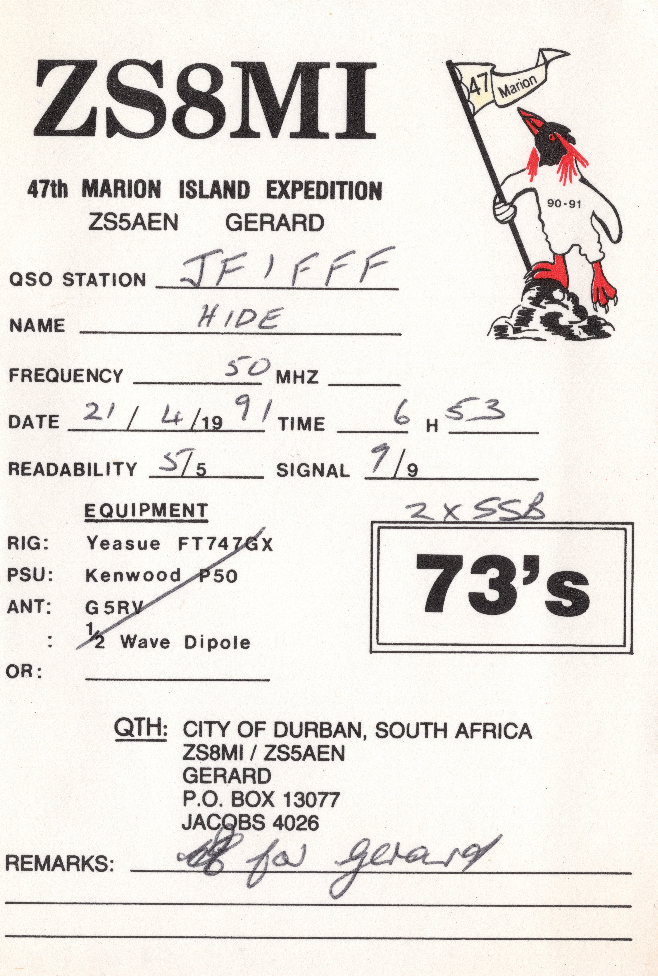 ZS8MI
47 Marion
47th MARION ISLAND EXPEDITION
ZS5AEN GERARD
90-91
QSO STATION JF1FFF
NAME HIDE
FREQUENCY 50 MHZ
DATE 21 / 4 /19 91 TIME 6 H 53
READABILITY 5/5 SIGNAL 9/9
EQUIPMENT
2 X SSB
RIG: Yeasue FT747GX
73's
PSU: Kenwood P50
ANT: G5RV
: ½ Wave Dipole
OR:
QTH: CITY OF DURBAN, SOUTH AFRICA
ZS8MI / ZS5AEN
GERARD
P.O. BOX 13077
JACOBS 4026
REMARKS: for gerard